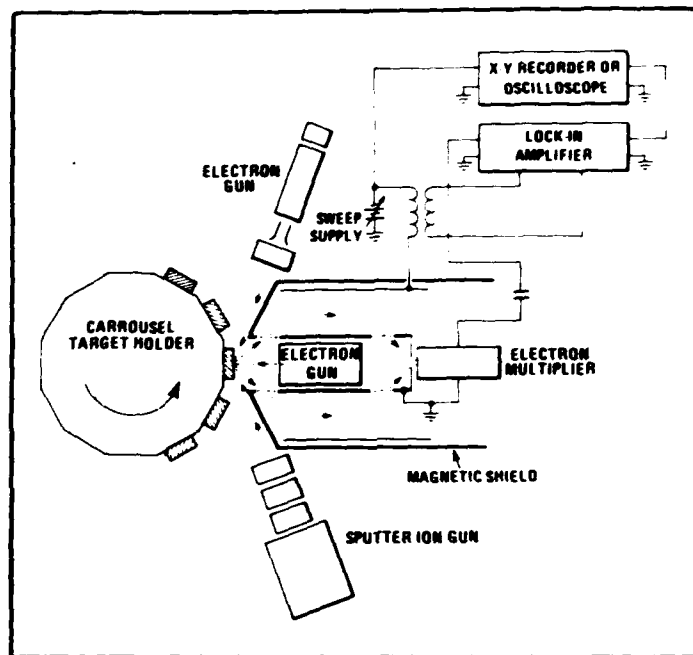 X-Y RECORDER OR
OSCILLOSCOPE
LOCK-IN
AMPLIFIER
ELECTRON
GUN
SWEEP
SUPPLY
CARROUSEL
TARGET HOLDER
ELECTRON
GUN
ELECTRON
MULTIPLIER
MAGNETIC SHIELD
SPUTTER ION GUN